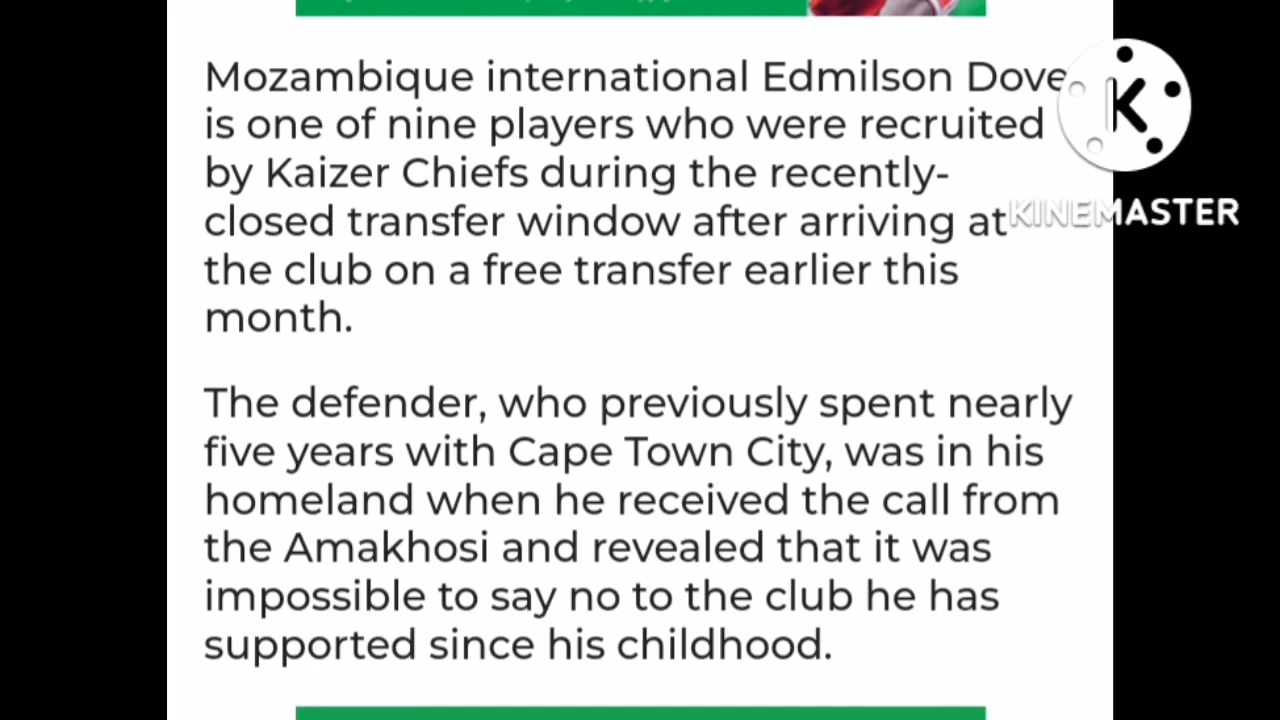 Mozambique international Edmilson Dove
is one of nine players who were recruited
by Kaizer Chiefs during the recently-
closed transfer window after arriving at
the club on a free transfer earlier this
month.
The defender, who previously spent nearly
five years with Cape Town City, was in his
homeland when he received the call from
the Amakhosi and revealed that it was
impossible to say no to the club he has
supported since his childhood.
K
KINEMASTER